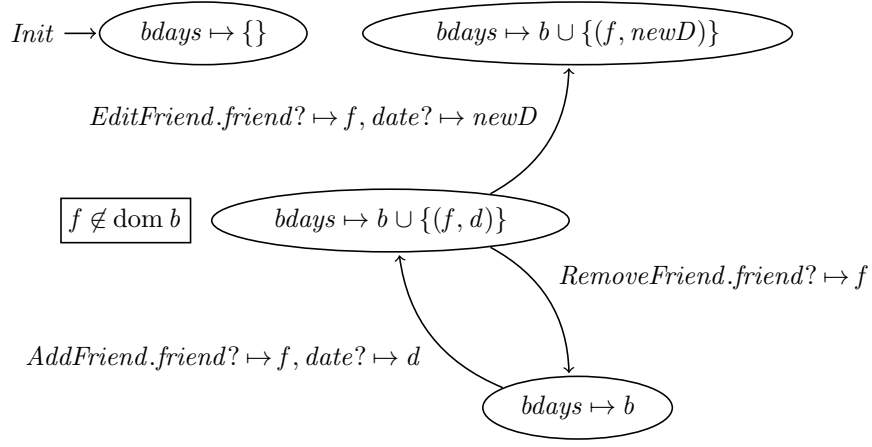 Init
bdays ↦ {}
bdays ↦ b ∪ {(f, newD)}
EditFriend.friend? ↦ f, date? ↦ newD
f ∉ dom b
bdays ↦ b ∪ {(f, d)}
RemoveFriend.friend? ↦ f
AddFriend.friend? ↦ f, date? ↦ d
bdays ↦ b